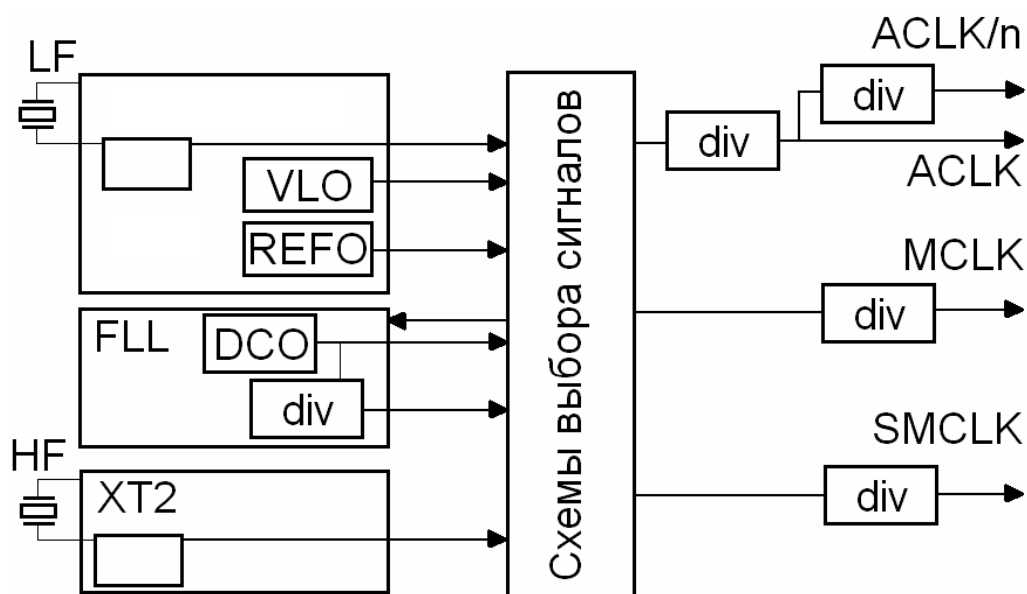 LF
VLO
REFO
FLL
DCO
div
HF
XT2
Схемы выбора сигналов
ACLK/n
div
div
ACLK
MCLK
div
SMCLK
div